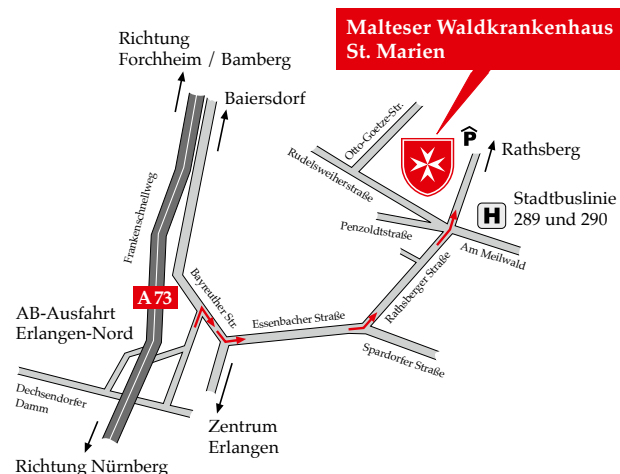 Malteser Waldkrankenhaus
St. Marien
Richtung
Forchheim / Bamberg
Baiersdorf
Otto-Goetze-Str.
Rudelsweiherstraße
P
Rathsberg
H
Stadtbuslinie
289 und 290
Penzoldtstraße
Am Meilwald
Frankenschnellweg
A 73
Bayreuther Str.
Rathsberger Straße
AB-Ausfahrt
Erlangen-Nord
Essenbacher Straße
Spardorfer Straße
Dechsendorfer
Damm
Zentrum
Erlangen
Richtung Nürnberg